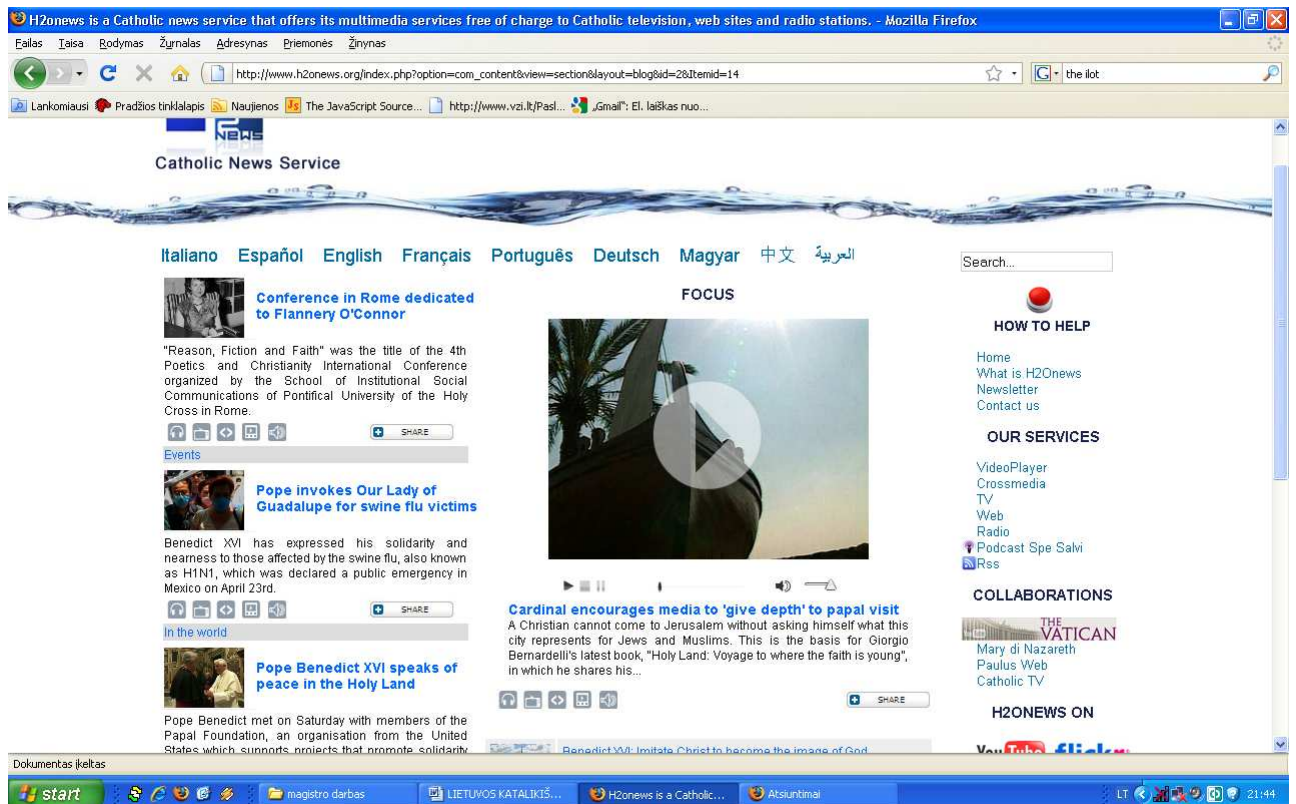 H2onews is a Catholic news service that offers its multimedia services free of charge to Catholic television, web sites and radio stations. - Mozilla Firefox
Failas Taisa Rodymas Žurnalas Adresynas Priemonės Žinynas
http://www.h2onews.org/index.php?option=com_content&view=section&layout=blog&id=2&Itemid=14
the ilot
Lankomiausi Pradžios tinklalapis Naujienos The JavaScript Source... http://www.vzi.lt/Pasl... „Gmail“: El. laiškas nuo...
NEWS
Catholic News Service
Italiano Español English Français Português Deutsch Magyar 中文 العربية
Conference in Rome dedicated
to Flannery O'Connor
"Reason, Fiction and Faith" was the title of the 4th
Poetics and Christianity International Conference
organized by the School of Institutional Social
Communications of Pontifical University of the Holy
Cross in Rome.
SHARE
Events
Pope invokes Our Lady of
Guadalupe for swine flu victims
Benedict XVI has expressed his solidarity and
nearness to those affected by the swine flu, also known
as H1N1, which was declared a public emergency in
Mexico on April 23rd.
SHARE
In the world
Pope Benedict XVI speaks of
peace in the Holy Land
Pope Benedict met on Saturday with members of the
Papal Foundation, an organisation from the United
States which supports projects that promote solidarity
FOCUS
Cardinal encourages media to 'give depth' to papal visit
A Christian cannot come to Jerusalem without asking himself what this
city represents for Jews and Muslims. This is the basis for Giorgio
Bernardelli's latest book, "Holy Land: Voyage to where the faith is young",
in which he shares his...
SHARE
Benedict XVI: Imitate Christ to become the image of God
Search...
HOW TO HELP
Home
What is H2Onews
Newsletter
Contact us
OUR SERVICES
VideoPlayer
Crossmedia
TV
Web
Radio
Podcast Spe Salvi
Rss
COLLABORATIONS
THE
VATICAN
Mary di Nazareth
Paulus Web
Catholic TV
H2ONEWS ON
You Tube flickr
Dokumentas įkeltas
start magistro darbas LIETUVOS KATALIKIŠ... H2onews is a Catholic... Atsiuntimai LT 21:44